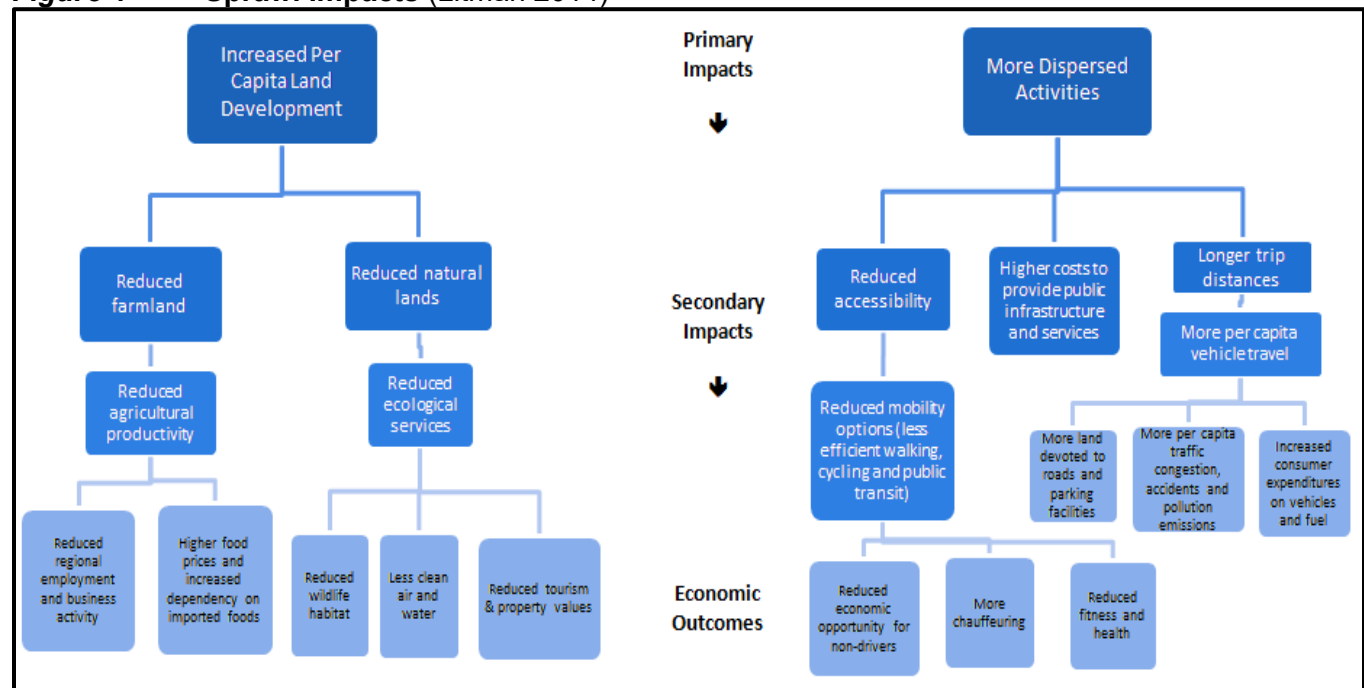 Increased Per
Capita Land
Development
Primary
Impacts
More Dispersed
Activities
Reduced
farmland
Reduced natural
lands
Secondary
Impacts
Reduced
accessibility
Higher costs to
provide public
infrastructure
and services
Longer trip
distances
More per capita
vehicle travel
Reduced
agricultural
productivity
Reduced
ecological
services
Reduced mobility
options (less
efficient walking,
cycling and public
transit)
More land
devoted to
roads and
parking
facilities
More per capita
traffic
congestion,
accidents and
pollution
emissions
Increased
consumer
expenditures
on vehicles
and fuel
Reduced
regional
employment
and business
activity
Higher food
prices and
increased
dependency on
imported foods
Reduced
wildlife
habitat
Less clean
air and
water
Reduced tourism
& property values
Economic
Outcomes
Reduced
economic
opportunity for
non-drivers
More
chauffeuring
Reduced
fitness and
health